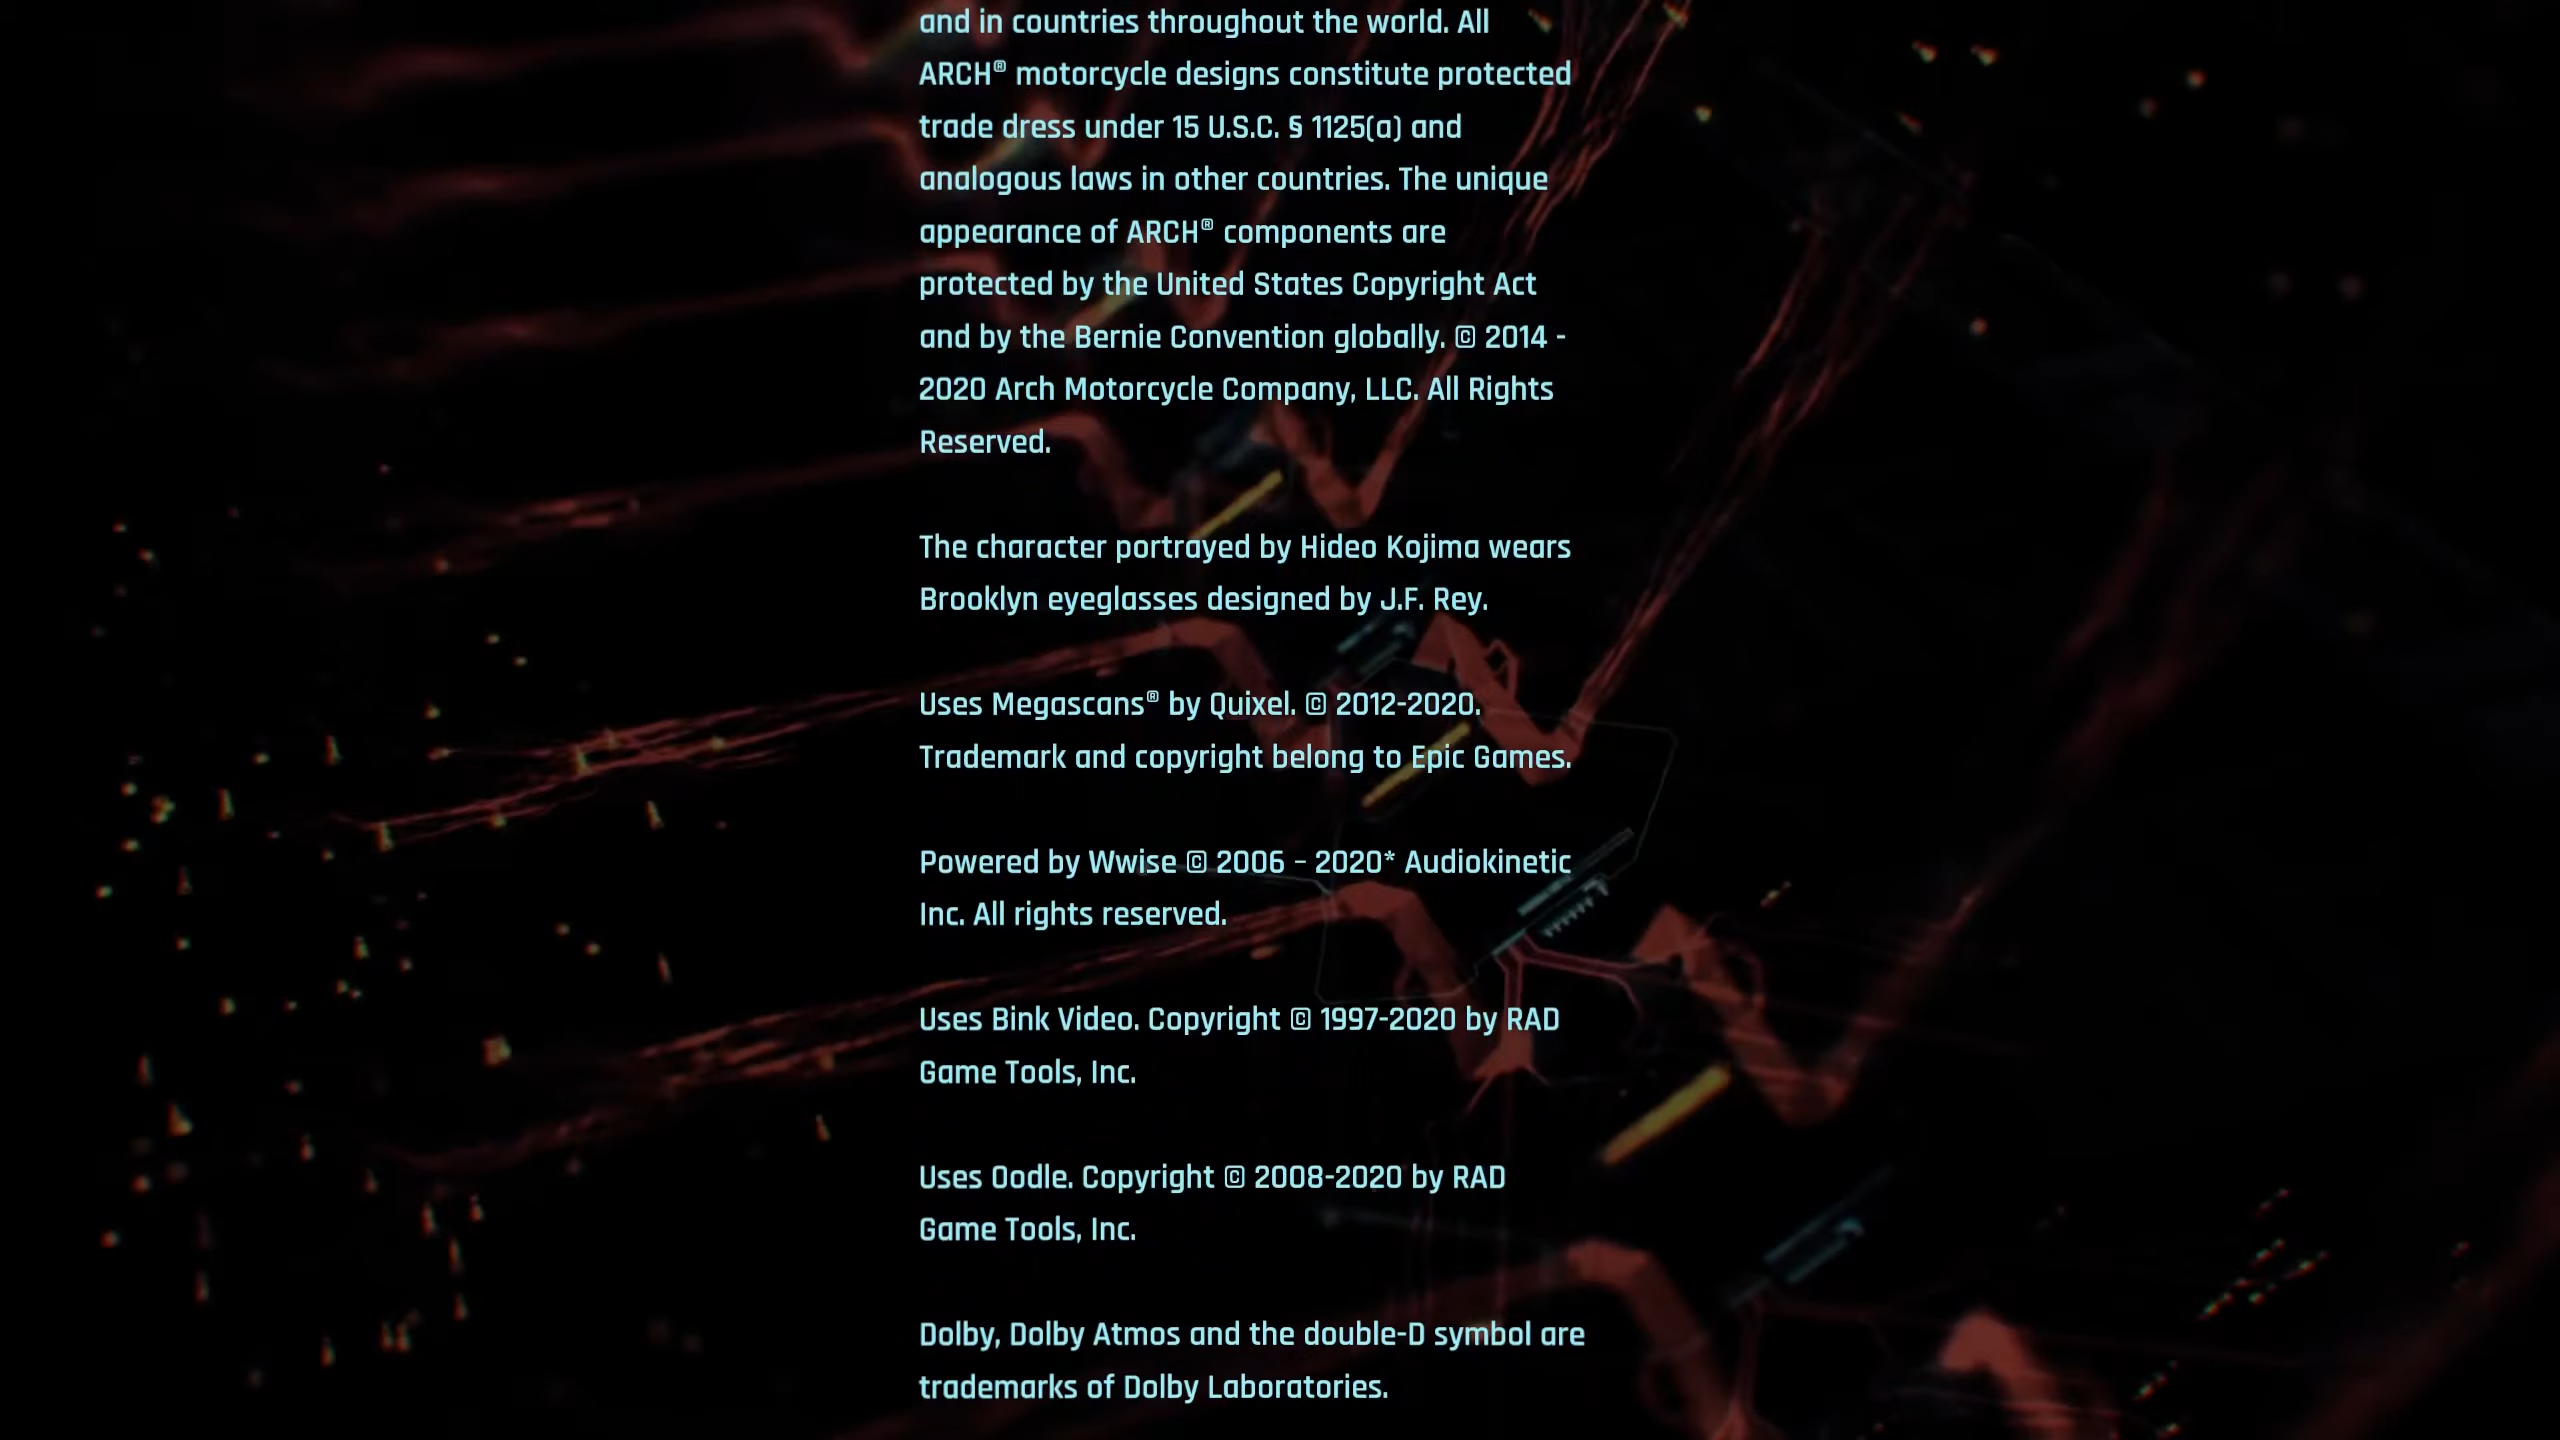 and in countries throughout the world. All
ARCH® motorcycle designs constitute protected
trade dress under 15 U.S.C. § 1125(a) and
analogous laws in other countries. The unique
appearance of ARCH® components are
protected by the United States Copyright Act
and by the Bernie Convention globally. © 2014 -
2020 Arch Motorcycle Company, LLC. All Rights
Reserved.
The character portrayed by Hideo Kojima wears
Brooklyn eyeglasses designed by J.F. Rey.
Uses Megascans® by Quixel. © 2012-2020.
Trademark and copyright belong to Epic Games.
Powered by Wwise © 2006 – 2020* Audiokinetic
Inc. All rights reserved.
Uses Bink Video. Copyright © 1997-2020 by RAD
Game Tools, Inc.
Uses Oodle. Copyright © 2008-2020 by RAD
Game Tools, Inc.
Dolby, Dolby Atmos and the double-D symbol are
trademarks of Dolby Laboratories.